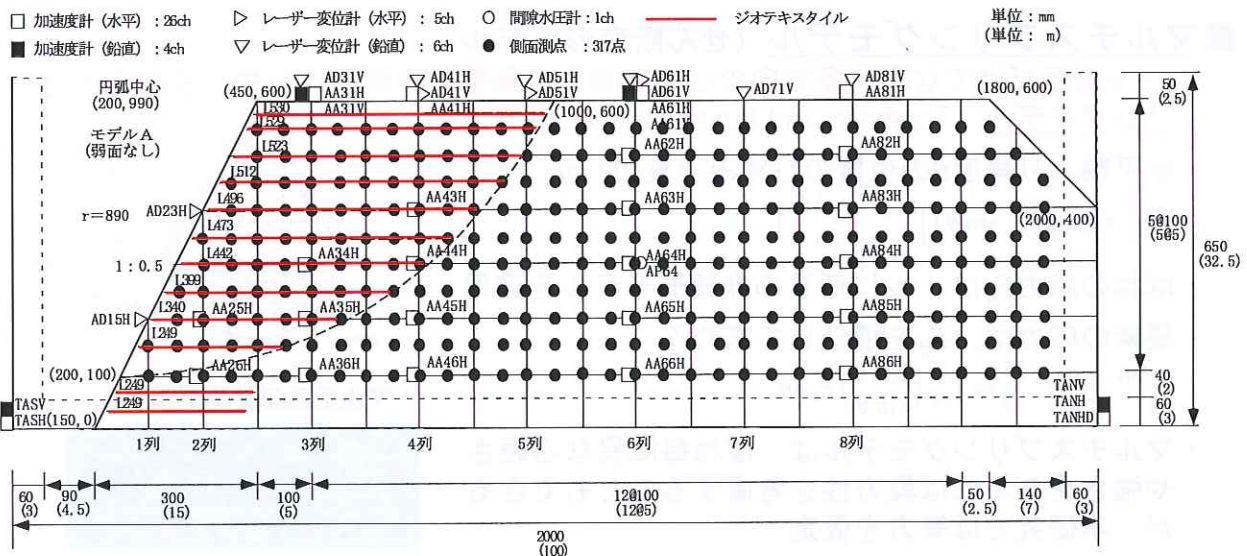 □ 加速度計 (水平) : 26ch ▷ レーザー変位計 (水平) : 5ch ○ 間隙水圧計 : 1ch ジオテキスタイル 単位 : mm
■ 加速度計 (鉛直) : 4ch ▽ レーザー変位計 (鉛直) : 6ch ● 側面測点 : 317点 (単位 : m)
円弧中心
(200, 990)
モデルA
(弱面なし)
r=890
1 : 0.5
(450, 600)
AD31V
AA31H
AA31V
AD41H
AD41V
AA41H
AD51H
AD51V
(1000, 600)
AD61H
AD61V
AA61H
AA61V
AD71V
AD81V
AA81H
(1800, 600)
50
(2.5)
L530
L529
L523
AA62H
AA82H
L512
L496
AD23H
AA43H
AA63H
AA83H
(2000, 400)
L473
L442
AA34H
AA44H
AA64H
AP64
AA84H
L399
L340
AD15H
AA25H
AA35H
AA45H
AA65H
AA85H
L249
(200, 100)
AA26H
AA36H
AA46H
AA66H
AA86H
L249
L249
650
(32.5)
40
(2)
60
(3)
TASV
TASH
(150, 0)
TANV
TANH
TANHD
1列 2列 3列 4列 5列 6列 7列 8列
60
(3)
90
(4.5)
300
(15)
100
(5)
50
(2.5)
140
(7)
60
(3)
2000
(100)